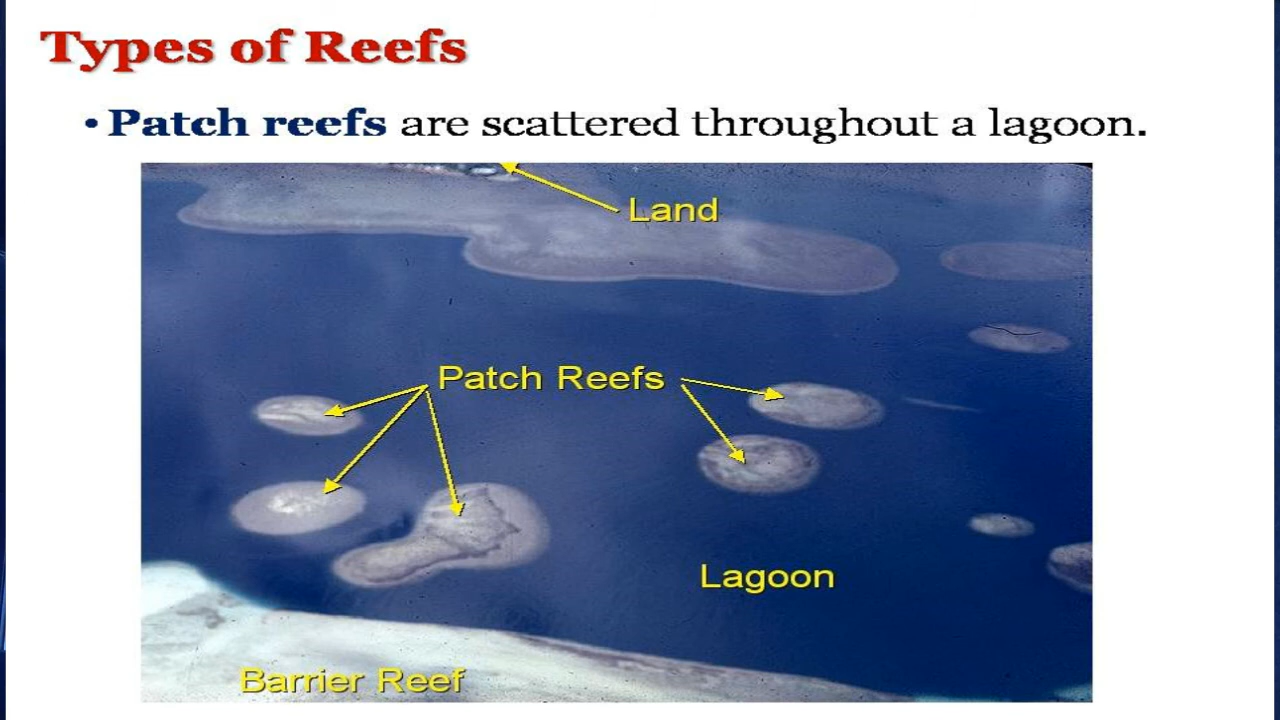 Types of Reefs
• Patch reefs are scattered throughout a lagoon.
Land
Patch Reefs
Lagoon
Barrier Reef